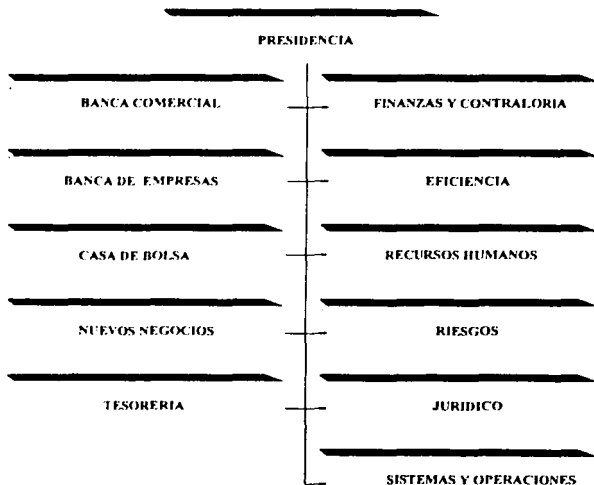 PRESIDENCIA
BANCA COMERCIAL
FINANZAS Y CONTRALORIA
BANCA DE EMPRESAS
EFICIENCIA
CASA DE BOLSA
RECURSOS HUMANOS
NUEVOS NEGOCIOS
RIESGOS
TESORERIA
JURIDICO
SISTEMAS Y OPERACIONES